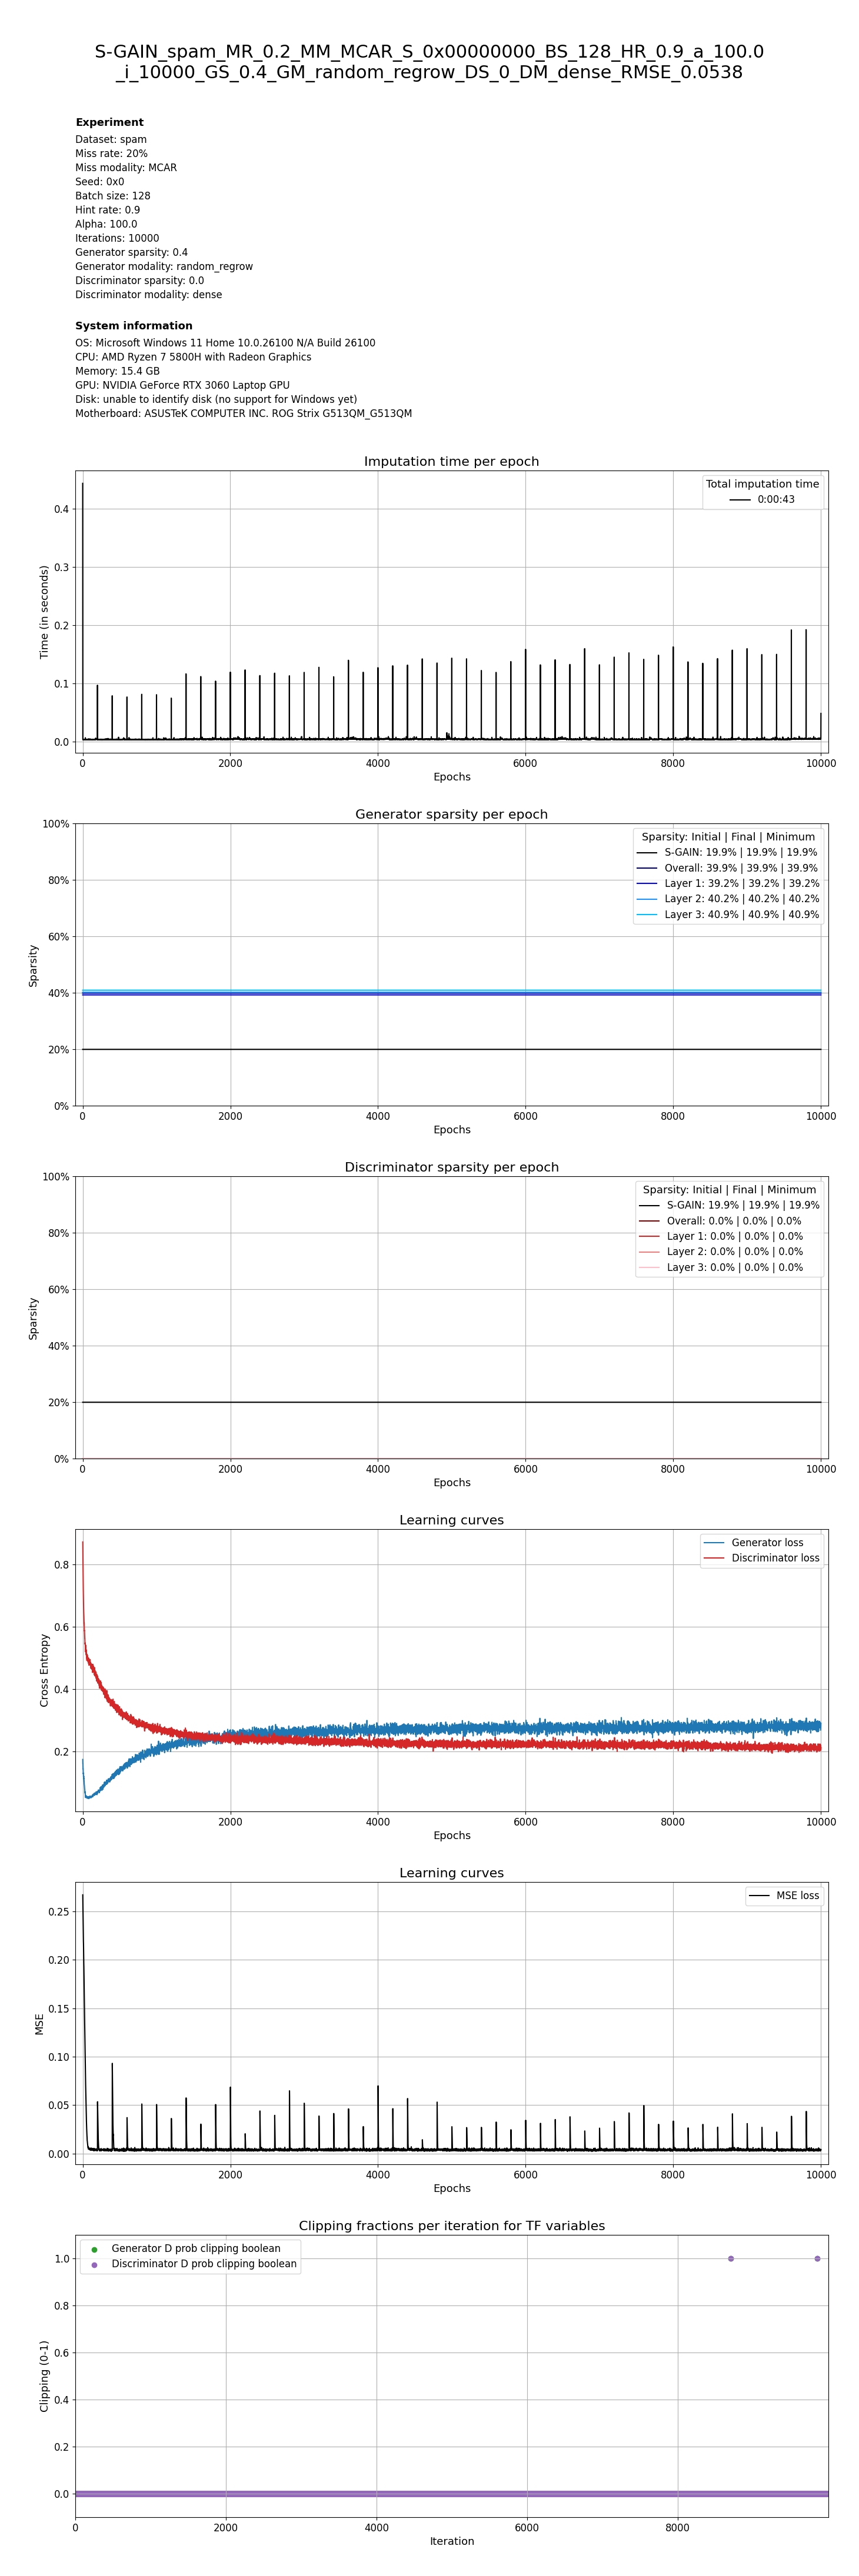 S-GAIN_spam_MR_0.2_MM_MCAR_S_0x00000000_BS_128_HR_0.9_a_100.0
_i_10000_GS_0.4_GM_random_regrow_DS_0_DM_dense_RMSE_0.0538
Experiment
Dataset: spam
Miss rate: 20%
Miss modality: MCAR
Seed: 0x0
Batch size: 128
Hint rate: 0.9
Alpha: 100.0
Iterations: 10000
Generator sparsity: 0.4
Generator modality: random_regrow
Discriminator sparsity: 0.0
Discriminator modality: dense
System information
OS: Microsoft Windows 11 Home 10.0.26100 N/A Build 26100
CPU: AMD Ryzen 7 5800H with Radeon Graphics
Memory: 15.4 GB
GPU: NVIDIA GeForce RTX 3060 Laptop GPU
Disk: unable to identify disk (no support for Windows yet)
Motherboard: ASUSTeK COMPUTER INC. ROG Strix G513QM_G513QM
Imputation time per epoch
Total imputation time
0:00:43
Time (in seconds)
0.4
0.3
0.2
0.1
0.0
0 2000 4000 6000 8000 10000
Epochs
Generator sparsity per epoch
Sparsity: Initial | Final | Minimum
S-GAIN: 19.9% | 19.9% | 19.9%
Overall: 39.9% | 39.9% | 39.9%
Layer 1: 39.2% | 39.2% | 39.2%
Layer 2: 40.2% | 40.2% | 40.2%
Layer 3: 40.9% | 40.9% | 40.9%
Sparsity
100%
80%
60%
40%
20%
0%
0 2000 4000 6000 8000 10000
Epochs
Discriminator sparsity per epoch
Sparsity: Initial | Final | Minimum
S-GAIN: 19.9% | 19.9% | 19.9%
Overall: 0.0% | 0.0% | 0.0%
Layer 1: 0.0% | 0.0% | 0.0%
Layer 2: 0.0% | 0.0% | 0.0%
Layer 3: 0.0% | 0.0% | 0.0%
Sparsity
100%
80%
60%
40%
20%
0%
0 2000 4000 6000 8000 10000
Epochs
Learning curves
Generator loss
Discriminator loss
Cross Entropy
0.8
0.6
0.4
0.2
0 2000 4000 6000 8000 10000
Epochs
Learning curves
MSE loss
MSE
0.25
0.20
0.15
0.10
0.05
0.00
0 2000 4000 6000 8000 10000
Epochs
Clipping fractions per iteration for TF variables
Generator D prob clipping boolean
Discriminator D prob clipping boolean
Clipping (0-1)
1.0
0.8
0.6
0.4
0.2
0.0
0 2000 4000 6000 8000
Iteration